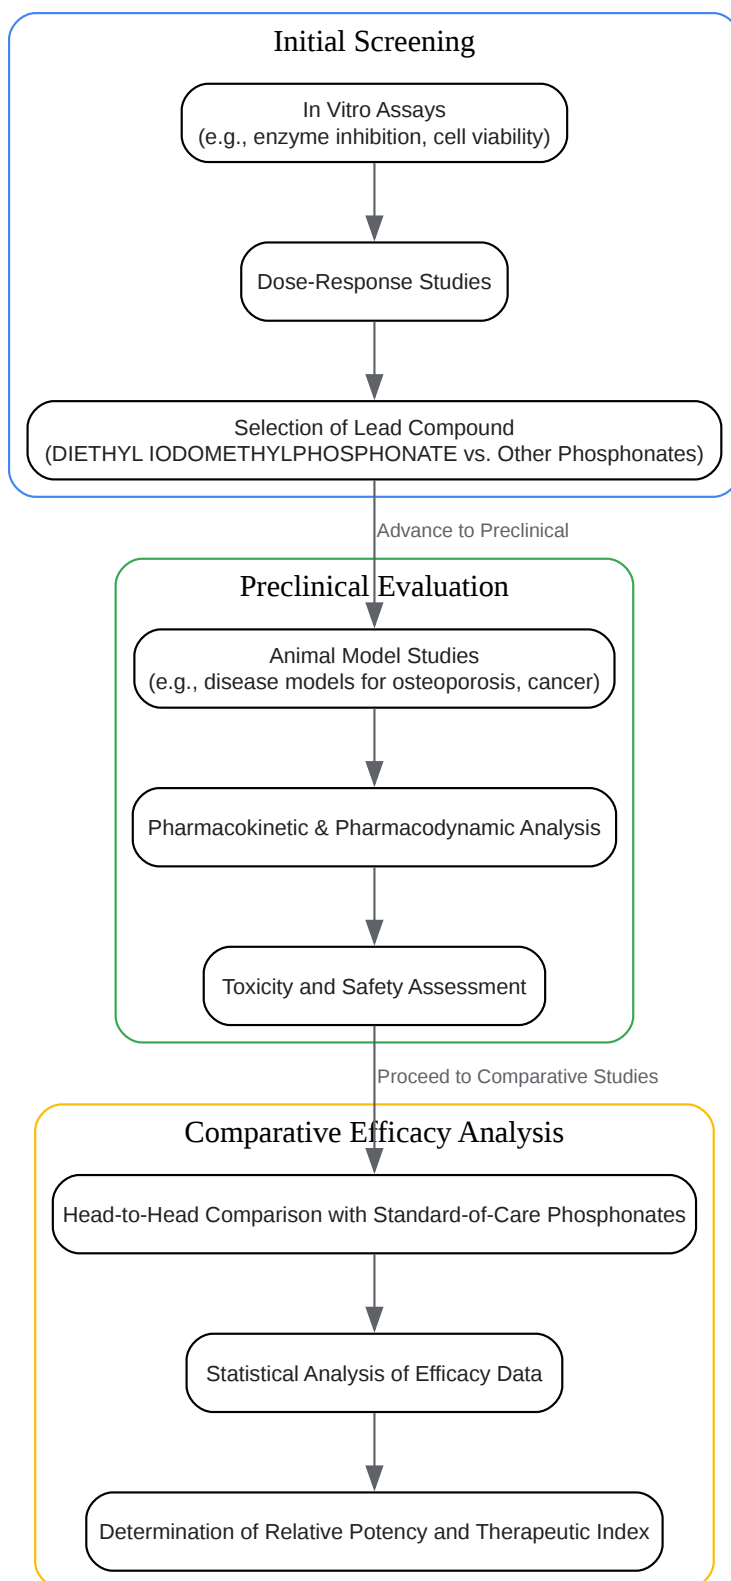 Initial Screening
In Vitro Assays
(e.g., enzyme inhibition, cell viability)
Dose-Response Studies
Selection of Lead Compound
(DIETHYL IODOMETHYLPHOSPHONATE vs. Other Phosphonates)
Advance to Preclinical
Preclinical Evaluation
Animal Model Studies
(e.g., disease models for osteoporosis, cancer)
Pharmacokinetic & Pharmacodynamic Analysis
Toxicity and Safety Assessment
Proceed to Comparative Studies
Comparative Efficacy Analysis
Head-to-Head Comparison with Standard-of-Care Phosphonates
Statistical Analysis of Efficacy Data
Determination of Relative Potency and Therapeutic Index